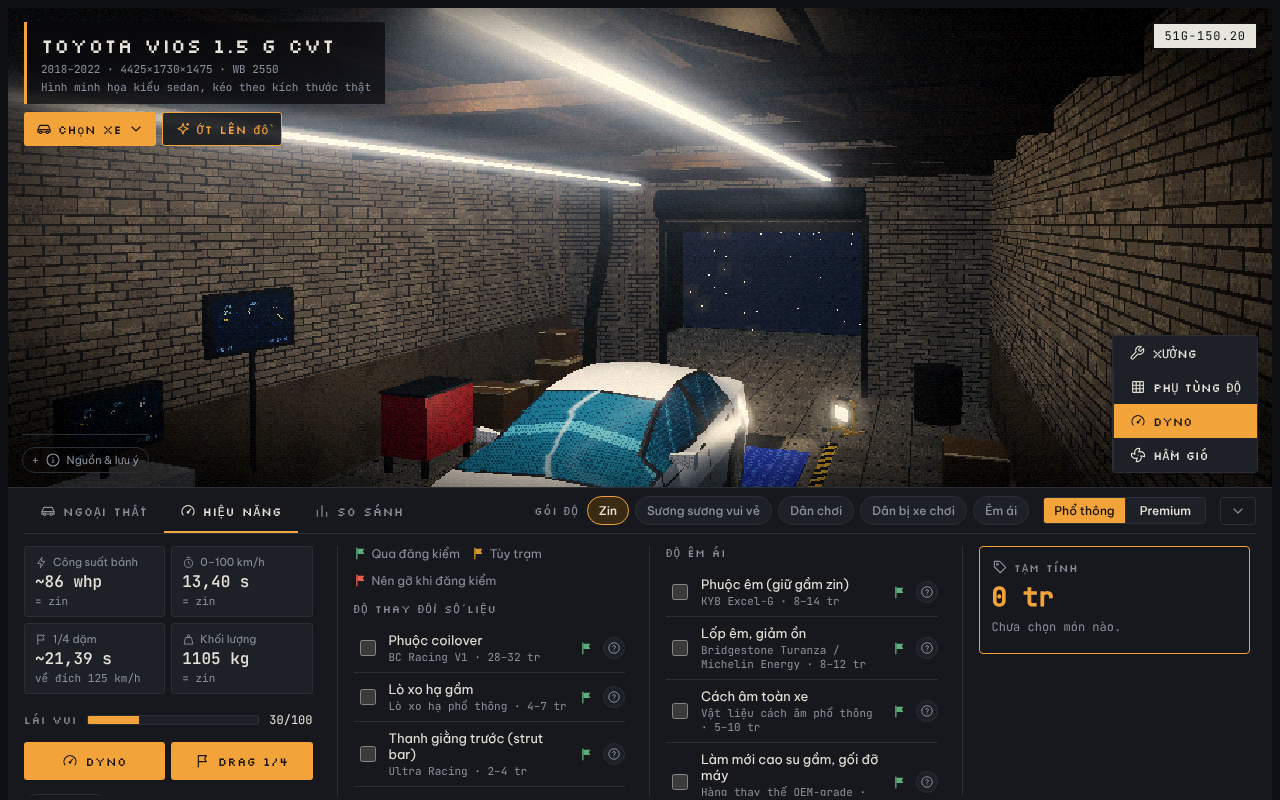 TOYOTA VIOS 1.5 G CVT
2018–2022 · 4425×1730×1475 · WB 2550
Hình minh họa kiểu sedan, kéo theo kích thước thật
51G-150.20
CHỌN XE
ỚT LÊN ĐỒ
XƯỞNG
PHỤ TÙNG ĐỘ
DYNO
HẦM GIÓ
+ Nguồn & lưu ý
NGOẠI THẤT
HIỆU NĂNG
SO SÁNH
GÓI ĐỘ
Zin
Sương sương vui vẻ
Dân chơi
Dân bị xe chơi
Êm ái
Phổ thông
Premium
Công suất bánh
~86 whp
= zin
0–100 km/h
13,40 s
= zin
1/4 dặm
~21,39 s
về đích 125 km/h
Khối lượng
1105 kg
= zin
LÁI VUI
30/100
DYNO
DRAG 1/4
Qua đăng kiểm
Tùy trạm
Nên gỡ khi đăng kiểm
ĐỘ THAY ĐỔI SỐ LIỆU
Phuộc coilover
BC Racing V1 · 28–32 tr
Lò xo hạ gầm
Lò xo hạ phổ thông · 4–7 tr
Thanh giằng trước (strut
bar)
Ultra Racing · 2–4 tr
ĐỘ ÊM ÁI
Phuộc êm (giữ gầm zin)
KYB Excel-G · 8–14 tr
Lốp êm, giảm ồn
Bridgestone Turanza /
Michelin Energy · 8–12 tr
Cách âm toàn xe
Vật liệu cách âm phổ thông
· 5–10 tr
Làm mới cao su gầm, gối đỡ
máy
Hàng thay thế OEM-grade ·
TẠM TÍNH
0 tr
Chưa chọn món nào.